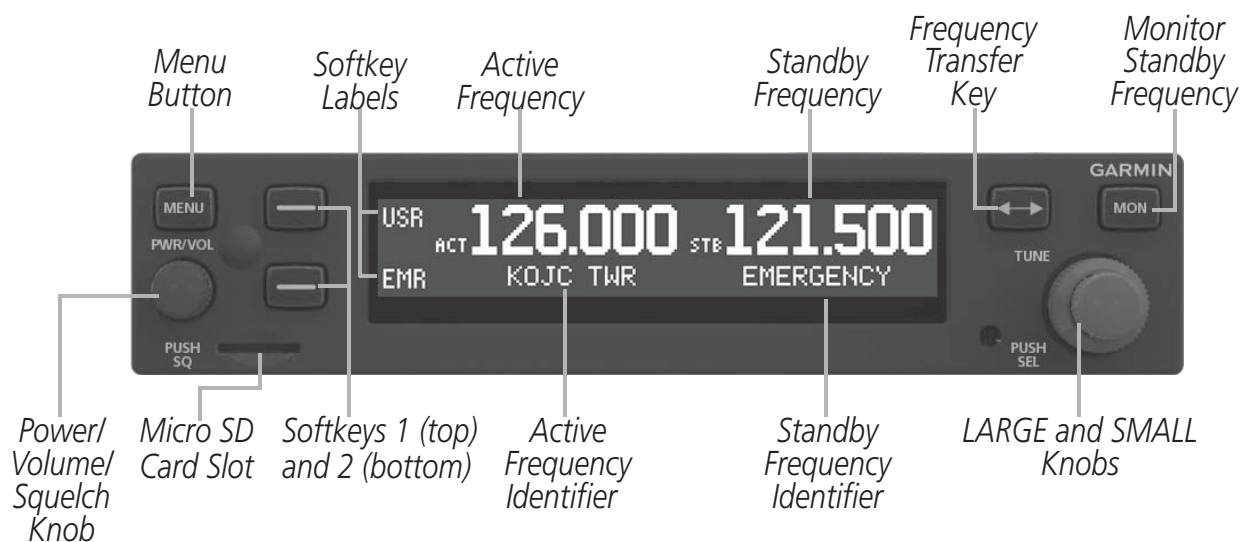 Menu
Button
Softkey
Labels
Active
Frequency
Standby
Frequency
Frequency
Transfer
Key
Monitor
Standby
Frequency
GARMIN
MENU
MON
PWR/VOL
USR
ACT 126.000
STB 121.500
TUNE
EMR
KOJC TWR
EMERGENCY
PUSH
SQ
PUSH
SEL
Power/
Volume/
Squelch
Knob
Micro SD
Card Slot
Softkeys 1 (top)
and 2 (bottom)
Active
Frequency
Identifier
Standby
Frequency
Identifier
LARGE and SMALL
Knobs